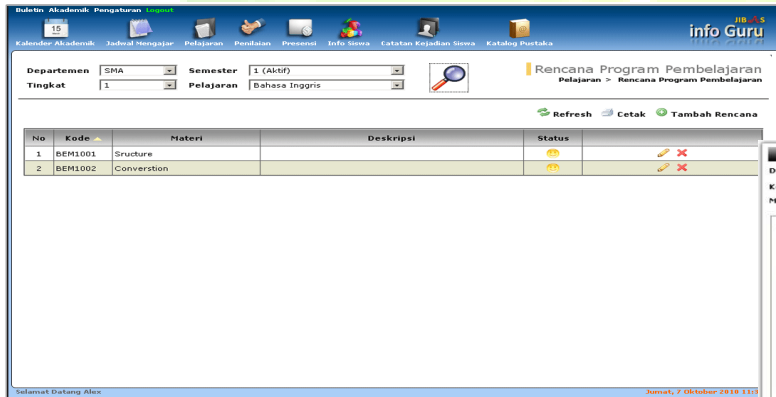 Buletin Akademik Pengaturan Logout
JIBAS
info Guru
15
Kalender Akademik Jadwal Mengajar Pelajaran Penilaian Presensi Info Siswa Catatan Kejadian Siswa Katalog Pustaka
Departemen SMA Semester 1 (Aktif)
Tingkat 1 Pelajaran Bahasa Inggris
Rencana Program Pembelajaran
Pelajaran > Rencana Program Pembelajaran
Refresh Cetak Tambah Rencana
No Kode Materi Deskripsi Status
1 BEM1001 Sructure
2 BEM1002 Converstion
D
K
M
Selamat Datang Alex
Jumat, 7 Oktober 2010 11: